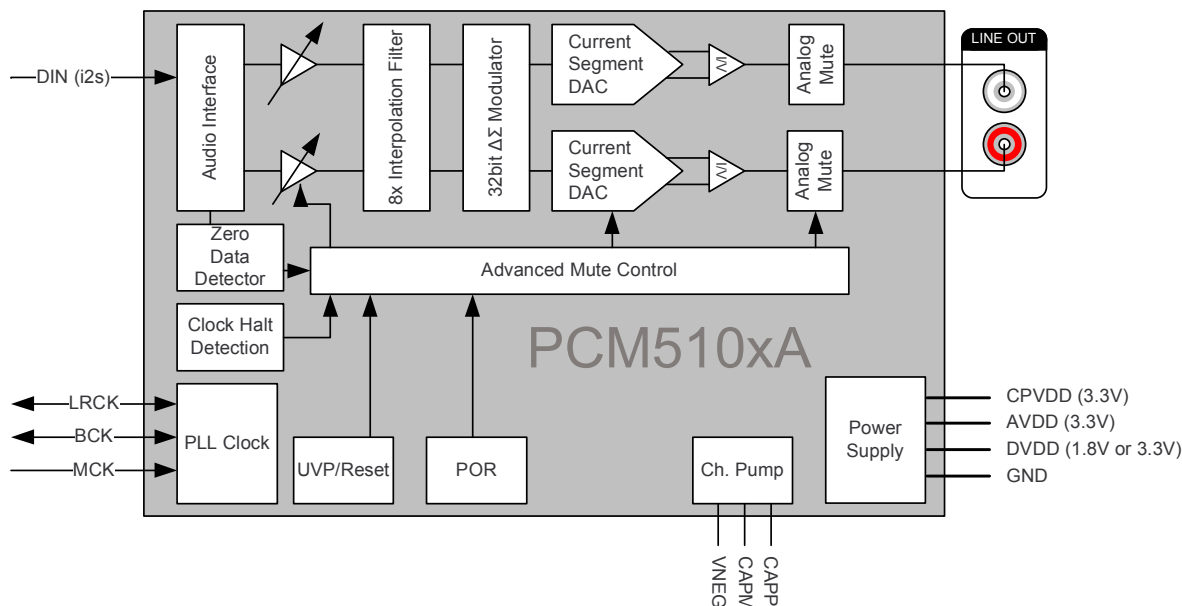 LINE OUT
DIN (i2s)
Audio Interface
8x Interpolation Filter
32bit ΔΣ Modulator
Current
Segment
DAC
I/V
Analog
Mute
Current
Segment
DAC
I/V
Analog
Mute
Zero
Data
Detector
Advanced Mute Control
Clock Halt
Detection
PCM510xA
LRCK
BCK
MCK
PLL Clock
UVP/Reset
POR
Ch. Pump
Power
Supply
CPVDD (3.3V)
AVDD (3.3V)
DVDD (1.8V or 3.3V)
GND
VNEG
CAPM
CAPP